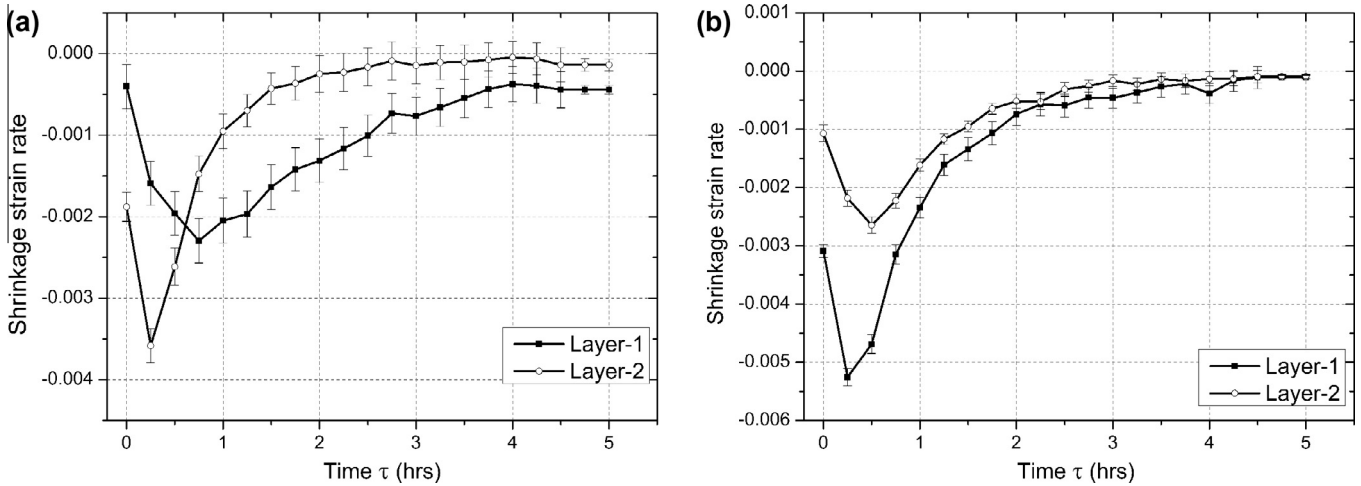 (a)
0.000
-0.001
-0.002
-0.003
-0.004
Shrinkage strain rate
Layer-1
Layer-2
0 1 2 3 4 5
Time τ (hrs)
(b)
0.001
0.000
-0.001
-0.002
-0.003
-0.004
-0.005
-0.006
Shrinkage strain rate
Layer-1
Layer-2
0 1 2 3 4 5
Time τ (hrs)